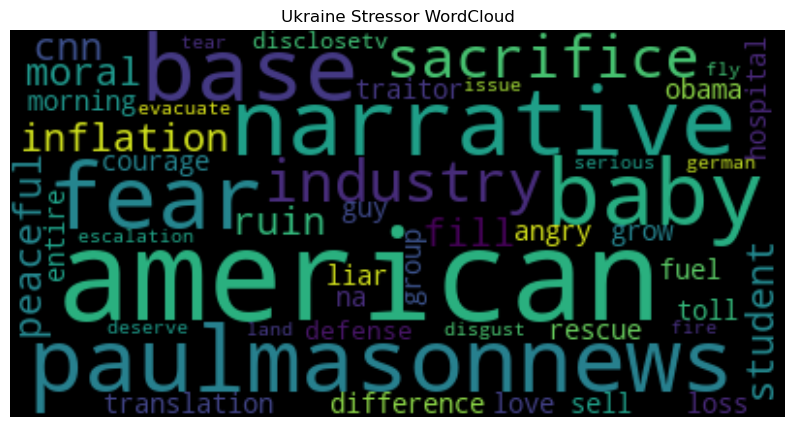 Ukraine Stressor WordCloud
cnn tear disclosetv
base sacrifice
moral traitor issue fly obama
morning evacuate hospital
inflation narrative
courage serious german
peaceful fear industry baby
entire ruin guy fill angry grow
escalation
american
liar group fuel
na toll
deserve land defense disgust rescue fire student
paulmasonnews
translation difference love sell loss